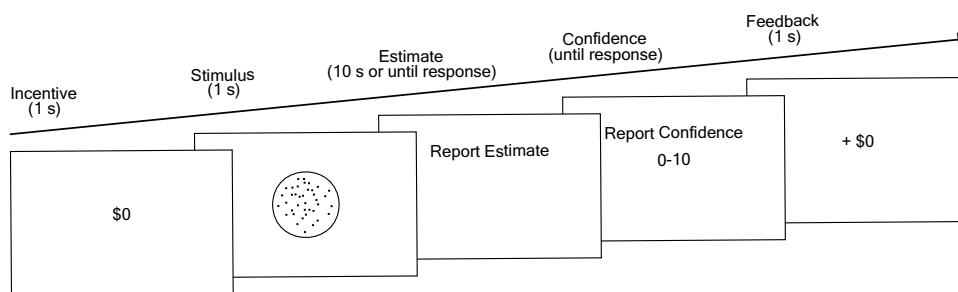 Incentive
(1 s)
Stimulus
(1 s)
Estimate
(10 s or until response)
Confidence
(until response)
Feedback
(1 s)
$0
Report Estimate
Report Confidence
0-10
+ $0